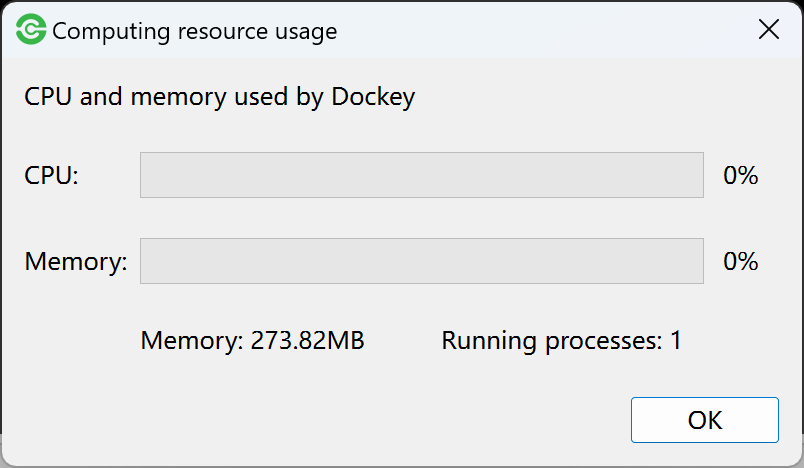 Computing resource usage
CPU and memory used by Dockey
CPU: 0%
Memory: 0%
Memory: 273.82MB Running processes: 1
OK